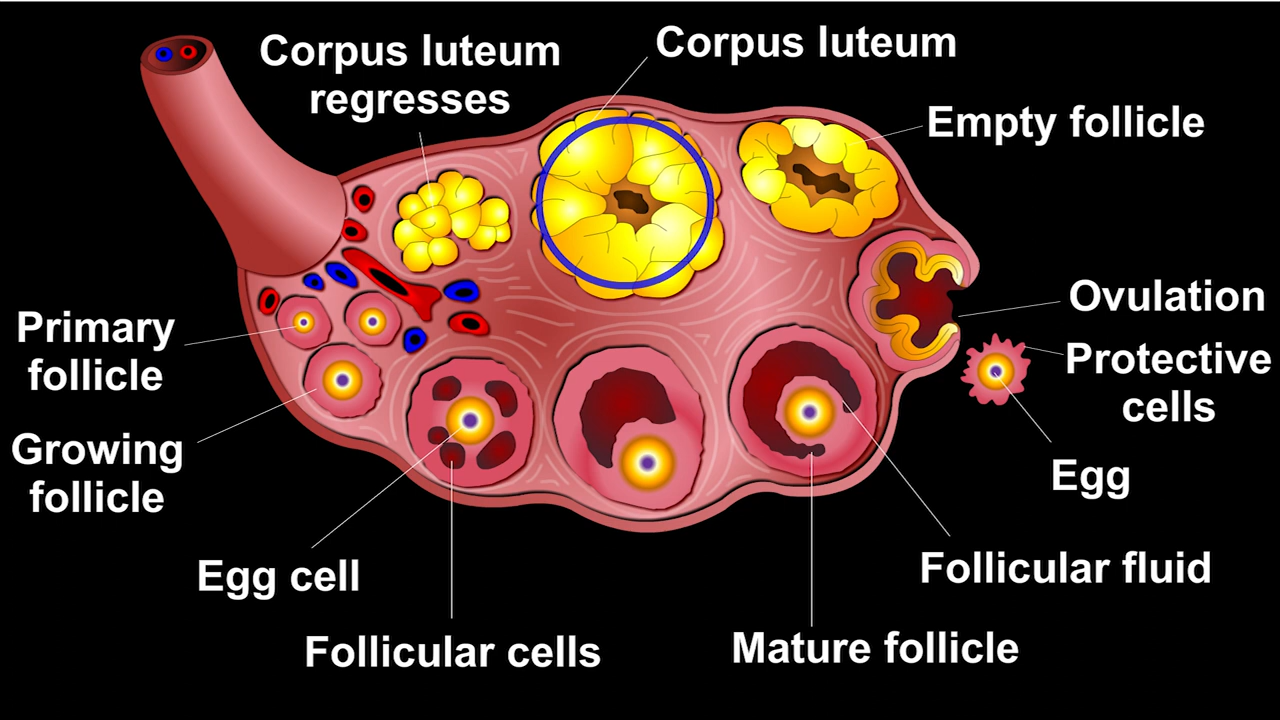 Corpus luteum
regresses
Corpus luteum
Empty follicle
Ovulation
Protective
cells
Egg
Primary
follicle
Growing
follicle
Egg cell
Follicular cells
Mature follicle
Follicular fluid